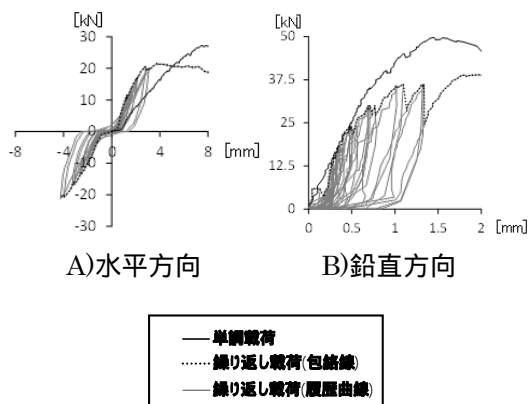 [kN]
30
20
10
0
-10
-20
-30
-8
-4
0
4
8
[mm]
A)水平方向
[kN]
50
37.5
25
12.5
0
0
0.5
1
1.5
2
[mm]
B)鉛直方向
単調載荷
繰り返し載荷(包絡線)
繰り返し載荷(履歴曲線)